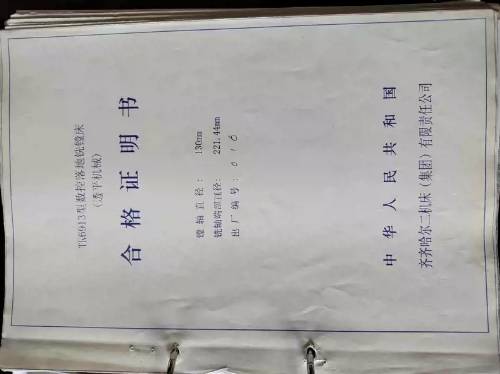 TK6913型数控落地铣镗床
(透平机械)
合格证明书
镗轴直径： 130mm
铣轴端部直径： 221.44mm
出厂编号： 010
中华人民共和国
齐齐哈尔二机床(集团)有限责任公司